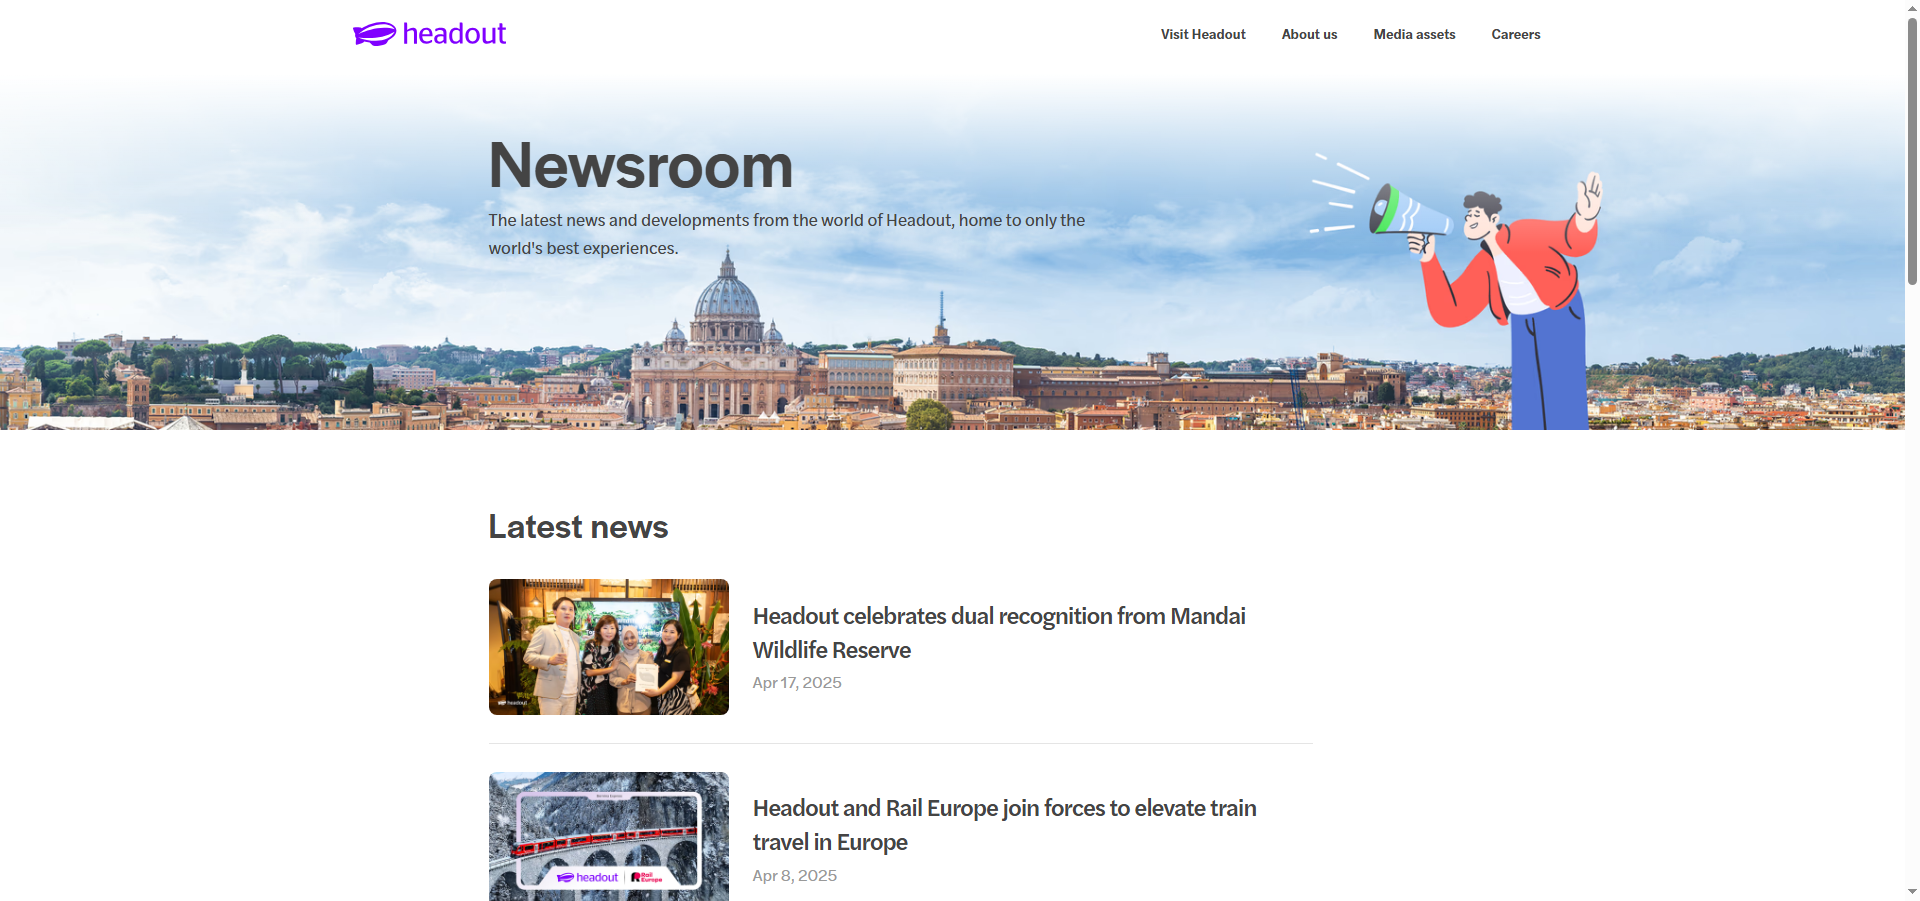 headout
Visit Headout
About us
Media assets
Careers
Newsroom
The latest news and developments from the world of Headout, home to only the
world's best experiences.
Latest news
headout
Headout celebrates dual recognition from Mandai
Wildlife Reserve
Apr 17, 2025
headout
Rail
Europe
Headout and Rail Europe join forces to elevate train
travel in Europe
Apr 8, 2025